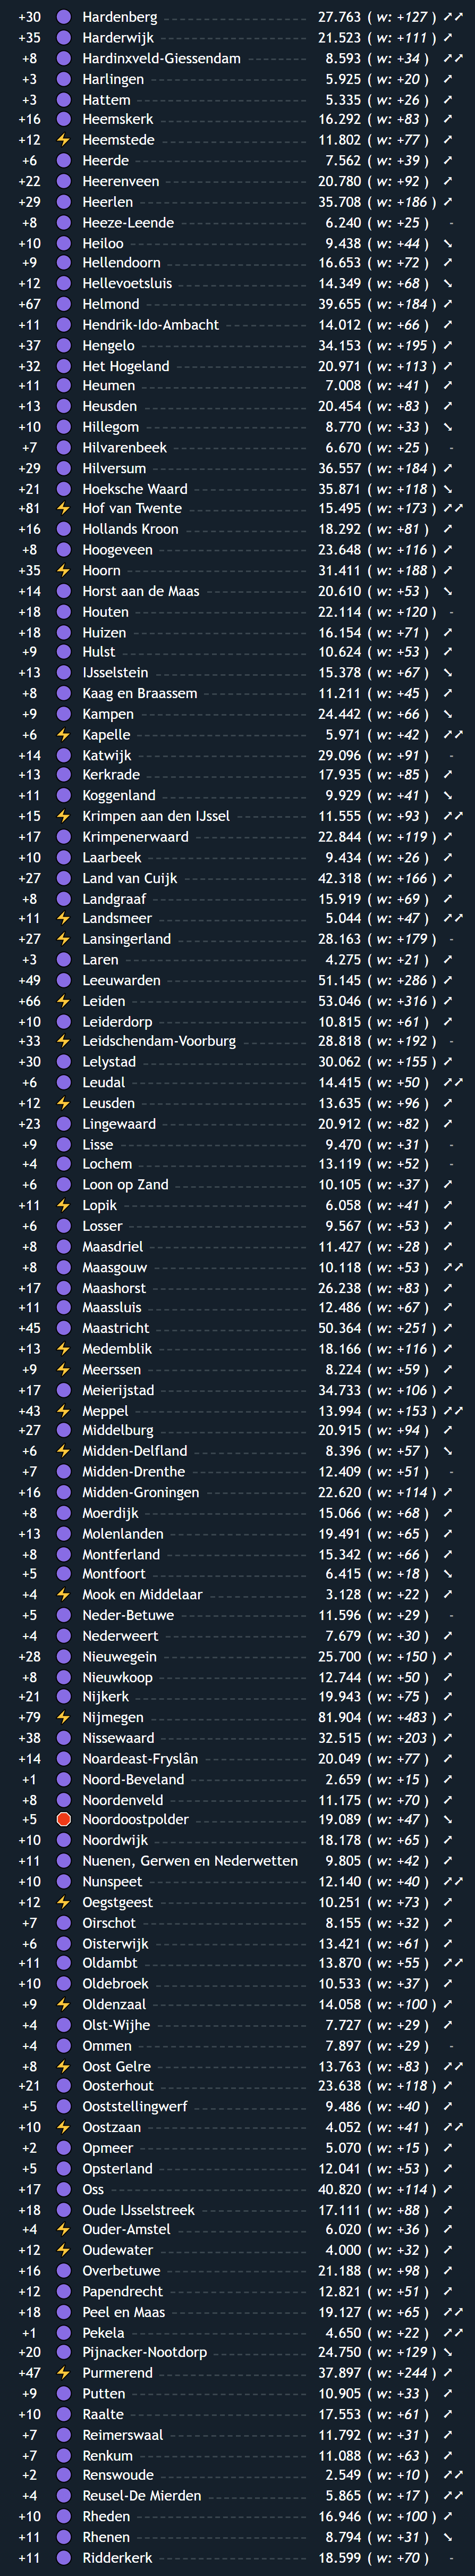 +30 Hardenberg 27.763 ( w: +127 )
+35 Harderwijk 21.523 ( w: +111 )
+8 Hardinxveld-Giessendam 8.593 ( w: +34 )
+3 Harlingen 5.925 ( w: +20 )
+3 Hattem 5.335 ( w: +26 )
+16 Heemskerk 16.292 ( w: +83 )
+12 Heemstede 11.802 ( w: +77 )
+6 Heerde 7.562 ( w: +39 )
+22 Heerenveen 20.780 ( w: +92 )
+29 Heerlen 35.708 ( w: +186 )
+8 Heeze-Leende 6.240 ( w: +25 ) -
+10 Heiloo 9.438 ( w: +44 )
+9 Hellendoorn 16.653 ( w: +72 )
+12 Hellevoetsluis 14.349 ( w: +68 )
+67 Helmond 39.655 ( w: +184 )
+11 Hendrik-Ido-Ambacht 14.012 ( w: +66 )
+37 Hengelo 34.153 ( w: +195 )
+32 Het Hogeland 20.971 ( w: +113 )
+11 Heumen 7.008 ( w: +41 )
+13 Heusden 20.454 ( w: +83 )
+10 Hillegom 8.770 ( w: +33 )
+7 Hilvarenbeek 6.670 ( w: +25 ) -
+29 Hilversum 36.557 ( w: +184 )
+21 Hoeksche Waard 35.871 ( w: +118 )
+81 Hof van Twente 15.495 ( w: +173 )
+16 Hollands Kroon 18.292 ( w: +81 )
+8 Hoogeveen 23.648 ( w: +116 )
+35 Hoorn 31.411 ( w: +188 )
+14 Horst aan de Maas 20.610 ( w: +53 )
+18 Houten 22.114 ( w: +120 ) -
+18 Huizen 16.154 ( w: +71 )
+9 Hulst 10.624 ( w: +53 )
+13 IJsselstein 15.378 ( w: +67 )
+8 Kaag en Braassem 11.211 ( w: +45 )
+9 Kampen 24.442 ( w: +66 )
+6 Kapelle 5.971 ( w: +42 )
+14 Katwijk 29.096 ( w: +91 ) -
+13 Kerkrade 17.935 ( w: +85 )
+11 Koggenland 9.929 ( w: +41 )
+15 Krimpen aan den IJssel 11.555 ( w: +93 )
+17 Krimpenerwaard 22.844 ( w: +119 )
+10 Laarbeek 9.434 ( w: +26 )
+27 Land van Cuijk 42.318 ( w: +166 )
+8 Landgraaf 15.919 ( w: +69 )
+11 Landsmeer 5.044 ( w: +47 )
+27 Lansingerland 28.163 ( w: +179 ) -
+3 Laren 4.275 ( w: +21 )
+49 Leeuwarden 51.145 ( w: +286 )
+66 Leiden 53.046 ( w: +316 )
+10 Leiderdorp 10.815 ( w: +61 )
+33 Leidschendam-Voorburg 28.818 ( w: +192 ) -
+30 Lelystad 30.062 ( w: +155 )
+6 Leudal 14.415 ( w: +50 )
+12 Leusden 13.635 ( w: +96 )
+23 Lingewaard 20.912 ( w: +82 )
+9 Lisse 9.470 ( w: +31 ) -
+4 Lochem 13.119 ( w: +52 ) -
+6 Loon op Zand 10.105 ( w: +37 )
+11 Lopik 6.058 ( w: +41 )
+6 Losser 9.567 ( w: +53 )
+8 Maasdriel 11.427 ( w: +28 )
+8 Maasgouw 10.118 ( w: +53 )
+17 Maashorst 26.238 ( w: +83 )
+11 Maassluis 12.486 ( w: +67 )
+45 Maastricht 50.364 ( w: +251 )
+13 Medemblik 18.166 ( w: +116 )
+9 Meerssen 8.224 ( w: +59 )
+17 Meierijstad 34.733 ( w: +106 )
+43 Meppel 13.994 ( w: +153 )
+27 Middelburg 20.915 ( w: +94 )
+6 Midden-Delfland 8.396 ( w: +57 )
+7 Midden-Drenthe 12.409 ( w: +51 ) -
+16 Midden-Groningen 22.620 ( w: +114 )
+8 Moerdijk 15.066 ( w: +68 )
+13 Molenlanden 19.491 ( w: +65 )
+8 Montferland 15.342 ( w: +66 )
+5 Montfoort 6.415 ( w: +18 )
+4 Mook en Middelaar 3.128 ( w: +22 )
+5 Neder-Betuwe 11.596 ( w: +29 ) -
+4 Nederweert 7.679 ( w: +30 )
+28 Nieuwegein 25.700 ( w: +150 )
+8 Nieuwkoop 12.744 ( w: +50 )
+21 Nijkerk 19.943 ( w: +75 )
+79 Nijmegen 81.904 ( w: +483 )
+38 Nissewaard 32.515 ( w: +203 )
+14 Noardeast-Fryslân 20.049 ( w: +77 )
+1 Noord-Beveland 2.659 ( w: +15 )
+8 Noordenveld 11.175 ( w: +70 )
+5 Noordoostpolder 19.089 ( w: +47 )
+10 Noordwijk 18.178 ( w: +65 )
+11 Nuenen, Gerwen en Nederwetten 9.805 ( w: +42 )
+10 Nunspeet 12.140 ( w: +40 )
+12 Oegstgeest 10.251 ( w: +73 )
+7 Oirschot 8.155 ( w: +32 )
+6 Oisterwijk 13.421 ( w: +61 )
+11 Oldambt 13.870 ( w: +55 )
+10 Oldebroek 10.533 ( w: +37 )
+9 Oldenzaal 14.058 ( w: +100 )
+4 Olst-Wijhe 7.727 ( w: +29 )
+4 Ommen 7.897 ( w: +29 ) -
+8 Oost Gelre 13.763 ( w: +83 )
+21 Oosterhout 23.638 ( w: +118 )
+5 Ooststellingwerf 9.486 ( w: +40 )
+10 Oostzaan 4.052 ( w: +41 )
+2 Opmeer 5.070 ( w: +15 )
+5 Opsterland 12.041 ( w: +53 )
+17 Oss 40.820 ( w: +114 )
+18 Oude IJsselstreek 17.111 ( w: +88 )
+4 Ouder-Amstel 6.020 ( w: +36 )
+12 Oudewater 4.000 ( w: +32 )
+16 Overbetuwe 21.188 ( w: +98 )
+12 Papendrecht 12.821 ( w: +51 )
+18 Peel en Maas 19.127 ( w: +65 )
+1 Pekela 4.650 ( w: +22 )
+20 Pijnacker-Nootdorp 24.750 ( w: +129 )
+47 Purmerend 37.897 ( w: +244 )
+9 Putten 10.905 ( w: +33 )
+10 Raalte 17.553 ( w: +61 )
+7 Reimerswaal 11.792 ( w: +31 )
+7 Renkum 11.088 ( w: +63 )
+2 Renswoude 2.549 ( w: +10 )
+4 Reusel-De Mierden 5.865 ( w: +17 )
+10 Rheden 16.946 ( w: +100 )
+11 Rhenen 8.794 ( w: +31 )
+11 Ridderkerk 18.599 ( w: +70 ) -